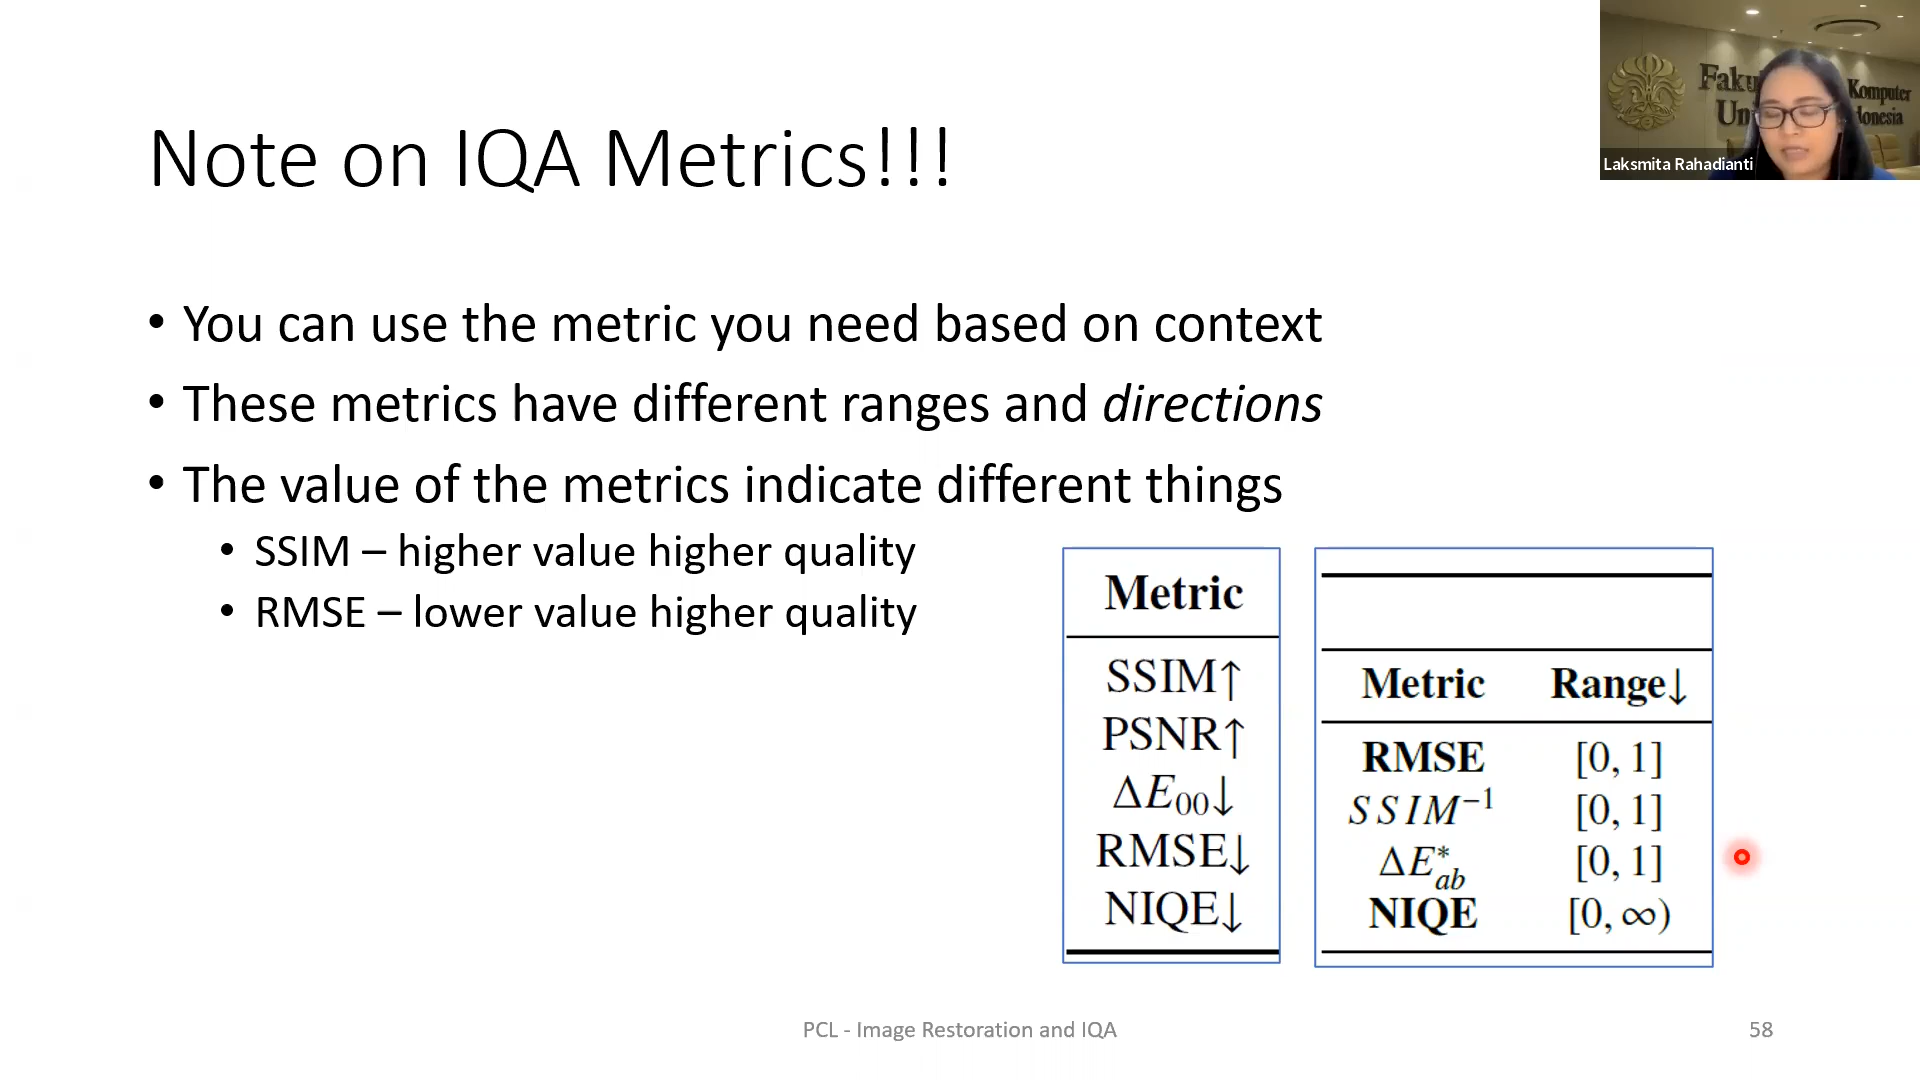 Note on IQA Metrics!!!
Laksmita Rahadianti
• You can use the metric you need based on context
• These metrics have different ranges and directions
• The value of the metrics indicate different things
• SSIM – higher value higher quality
• RMSE – lower value higher quality
Metric
SSIM↑
PSNR↑
ΔE₀₀↓
RMSE↓
NIQE↓
Metric Range↓
RMSE [0, 1]
SSIM⁻¹ [0, 1]
ΔE*ab [0, 1]
NIQE [0, ∞)
PCL - Image Restoration and IQA
58